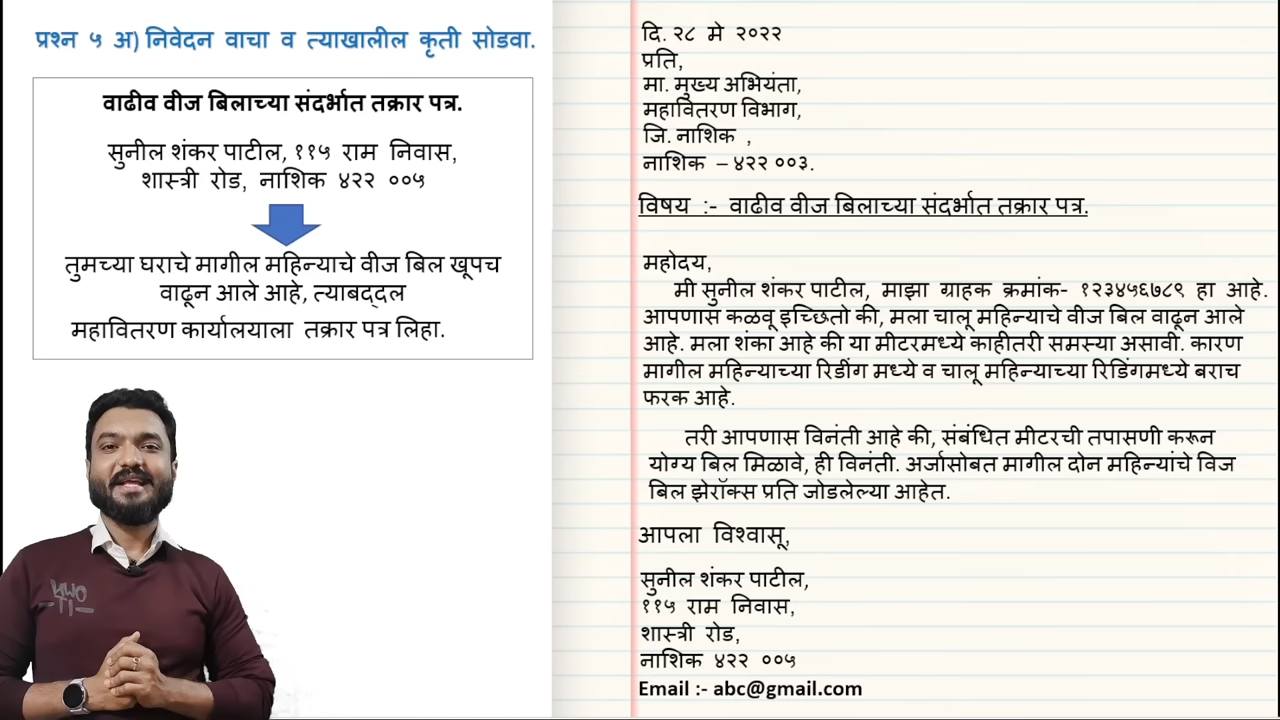 प्रश्न ५ अ) निवेदन वाचा व त्याखालील कृती सोडवा.
वाढीव वीज बिलाच्या संदर्भात तक्रार पत्र.
सुनील शंकर पाटील, ११५ राम निवास,
शास्त्री रोड, नाशिक ४२२ ००५
तुमच्या घराचे मागील महिन्याचे वीज बिल खूपच
वाढून आले आहे, त्याबद्दल
महावितरण कार्यालयाला तक्रार पत्र लिहा.
दि. २८ मे २०२२
प्रति,
मा. मुख्य अभियंता,
महावितरण विभाग,
जि. नाशिक ,
नाशिक – ४२२ ००३.
विषय :- वाढीव वीज बिलाच्या संदर्भात तक्रार पत्र.
महोदय,
मी सुनील शंकर पाटील, माझा ग्राहक क्रमांक- १२३४५६७८९ हा आहे.
आपणास कळवू इच्छितो की, मला चालू महिन्याचे वीज बिल वाढून आले
आहे. मला शंका आहे की या मीटरमध्ये काहीतरी समस्या असावी. कारण
मागील महिन्याच्या रिडींग मध्ये व चालू महिन्याच्या रिडिंगमध्ये बराच
फरक आहे.
तरी आपणास विनंती आहे की, संबंधित मीटरची तपासणी करून
योग्य बिल मिळावे, ही विनंती. अर्जासोबत मागील दोन महिन्यांचे विज
बिल झेरॉक्स प्रति जोडलेल्या आहेत.
आपला विश्वासू,
सुनील शंकर पाटील,
११५ राम निवास,
शास्त्री रोड,
नाशिक ४२२ ००५
Email :- abc@gmail.com